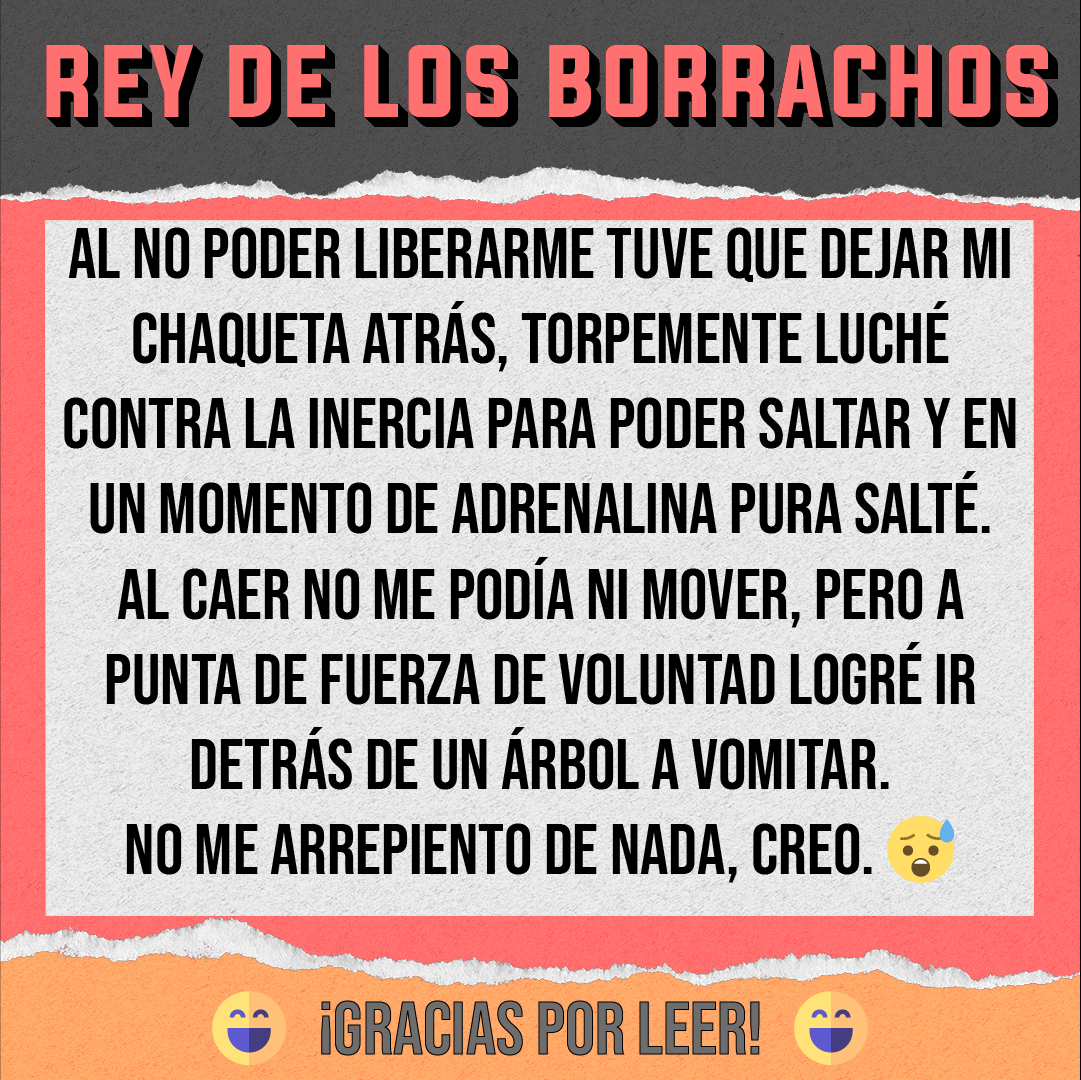 REY DE LOS BORRACHOS
AL NO PODER LIBERARME TUVE QUE DEJAR MI
CHAQUETA ATRÁS, TORPEMENTE LUCHÉ
CONTRA LA INERCIA PARA PODER SALTAR Y EN
UN MOMENTO DE ADRENALINA PURA SALTÉ.
AL CAER NO ME PODÍA NI MOVER, PERO A
PUNTA DE FUERZA DE VOLUNTAD LOGRÉ IR
DETRÁS DE UN ÁRBOL A VOMITAR.
NO ME ARREPIENTO DE NADA, CREO. 😥
¡GRACIAS POR LEER!